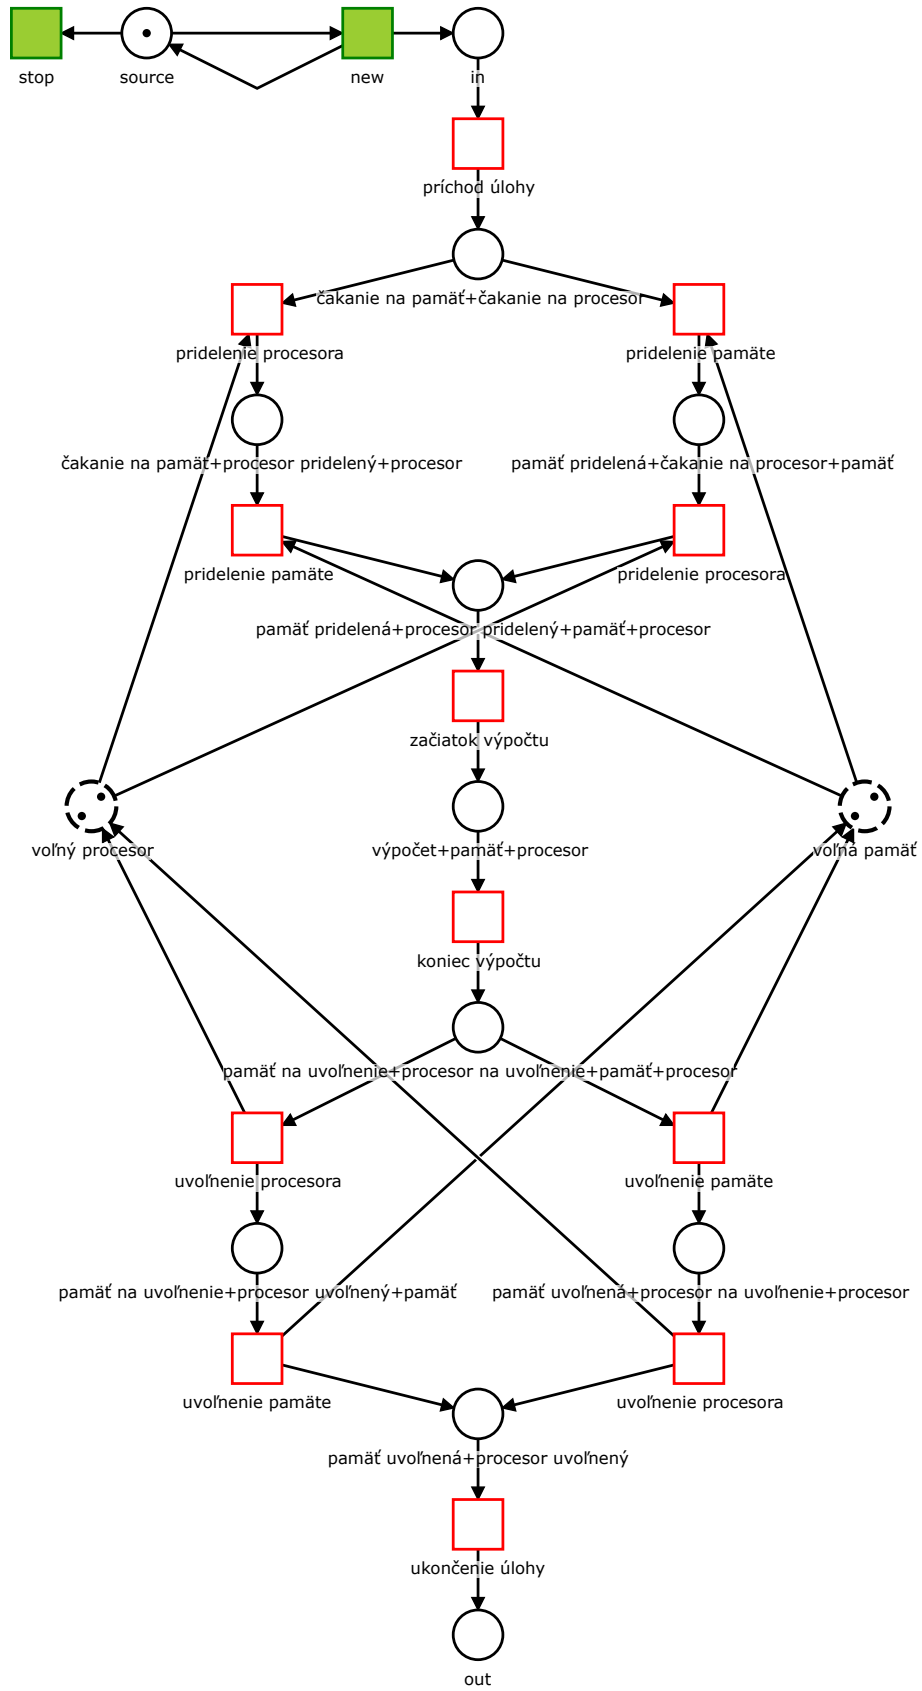 stop
source
new
in
príchod úlohy
čakanie na pamäť+čakanie na procesor
pridelenie procesora
pridelenie pamäte
čakanie na pamäť+procesor pridelený+procesor
pamäť pridelená+čakanie na procesor+pamäť
pridelenie pamäte
pridelenie procesora
pamäť pridelená+procesor pridelený+pamäť+procesor
začiatok výpočtu
voľný procesor
výpočet+pamäť+procesor
voľná pamäť
koniec výpočtu
pamäť na uvoľnenie+procesor na uvoľnenie+pamäť+procesor
uvoľnenie procesora
uvoľnenie pamäte
pamäť na uvoľnenie+procesor uvoľnený+pamäť
pamäť uvoľnená+procesor na uvoľnenie+procesor
uvoľnenie pamäte
uvoľnenie procesora
pamäť uvoľnená+procesor uvoľnený
ukončenie úlohy
out